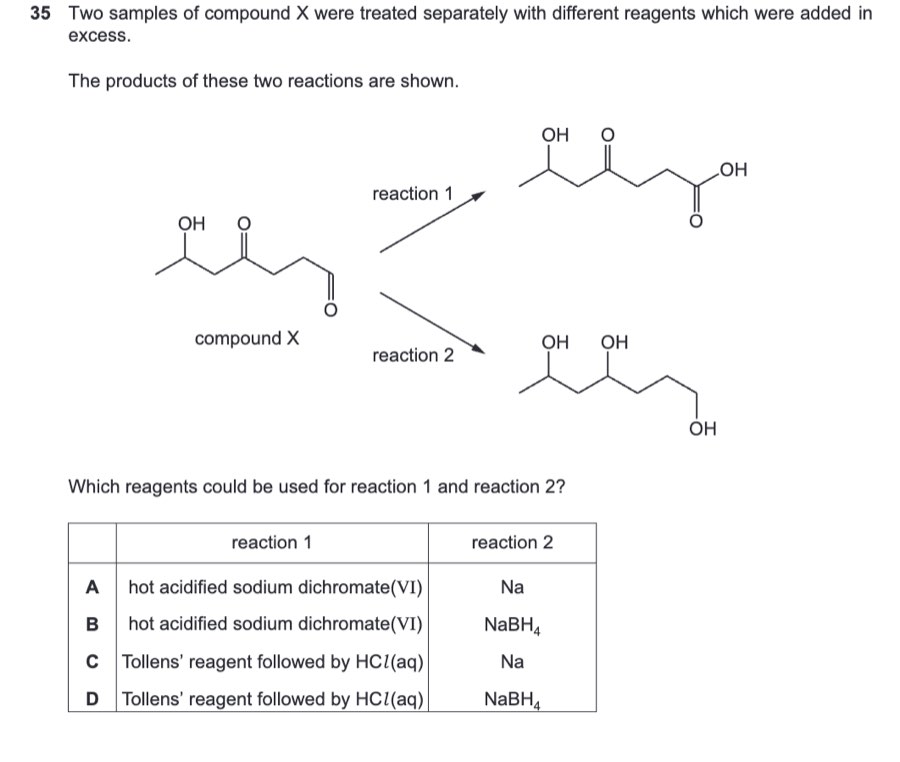 35 Two samples of compound X were treated separately with different reagents which were added in
excess.
The products of these two reactions are shown.
OH O
OH
O
reaction 1
OH O
O
compound X
reaction 2
OH OH
OH
Which reagents could be used for reaction 1 and reaction 2?
reaction 1 reaction 2
A hot acidified sodium dichromate(VI) Na
B hot acidified sodium dichromate(VI) NaBH₄
C Tollens' reagent followed by HCl(aq) Na
D Tollens' reagent followed by HCl(aq) NaBH₄